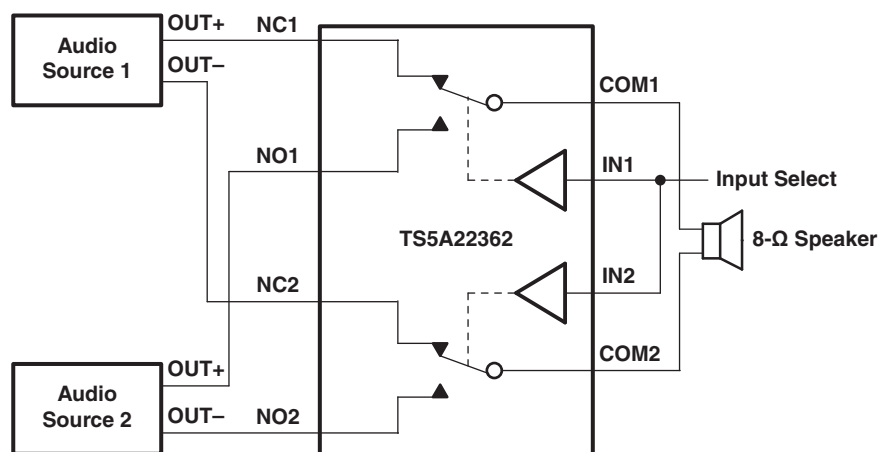 Audio
Source 1
OUT+
OUT–
NC1
NO1
NC2
NO2
COM1
IN1
Input Select
TS5A22362
8-Ω Speaker
IN2
COM2
Audio
Source 2
OUT+
OUT–